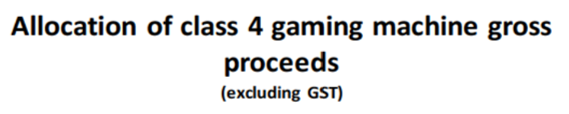 Allocation of class 4 gaming machine gross
proceeds
(excluding GST)